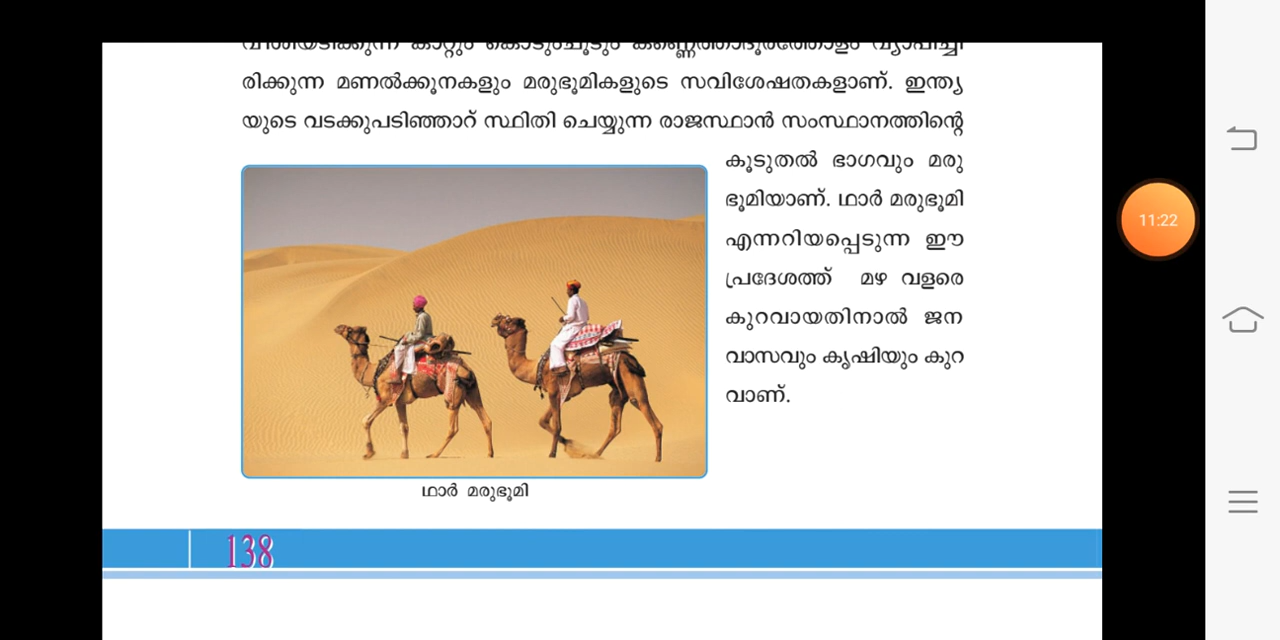 രിക്കുന്ന മണൽക്കൂനകളും മരുഭൂമികളുടെ സവിശേഷതകളാണ്. ഇന്ത്യ
യുടെ വടക്കുപടിഞ്ഞാറ് സ്ഥിതി ചെയ്യുന്ന രാജസ്ഥാൻ സംസ്ഥാനത്തിന്റെ
കൂടുതൽ ഭാഗവും മരു
ഭൂമിയാണ്. ഥാർ മരുഭൂമി
എന്നറിയപ്പെടുന്ന ഈ
പ്രദേശത്ത് മഴ വളരെ
കുറവായതിനാൽ ജന
വാസവും കൃഷിയും കുറ
വാണ്.
ഥാർ മരുഭൂമി
138
11:22